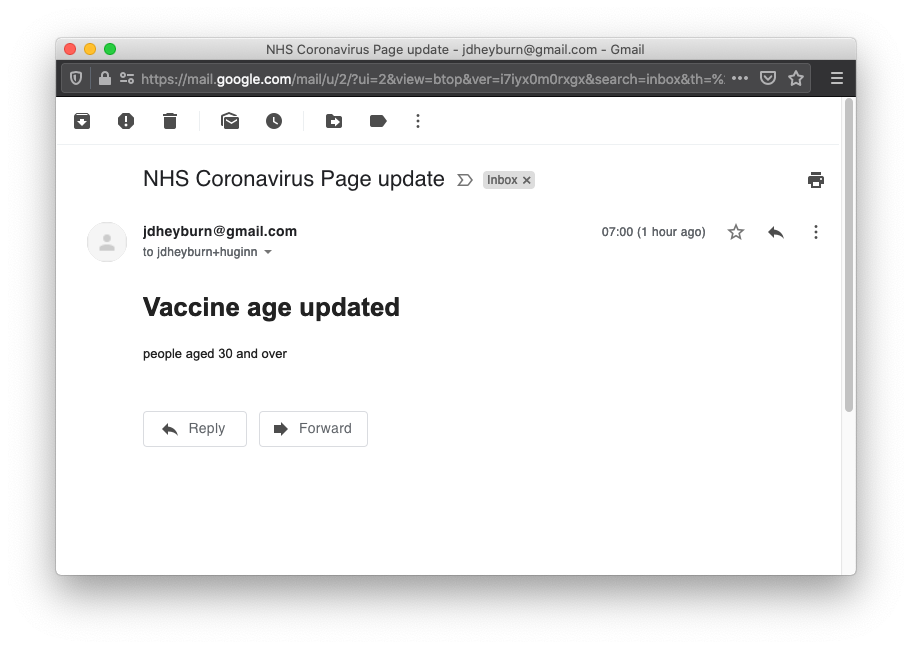 NHS Coronavirus Page update - jdheyburn@gmail.com - Gmail
https://mail.google.com/mail/u/2/?ui=2&view=btop&ver=i7iyx0m0rxgx&search=inbox&th=%
NHS Coronavirus Page update Inbox ×
jdheyburn@gmail.com 07:00 (1 hour ago)
to jdheyburn+huginn
Vaccine age updated
people aged 30 and over
Reply Forward